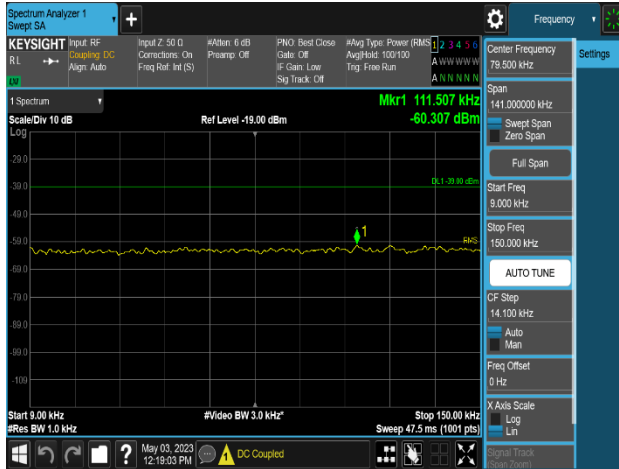 Spectrum Analyzer 1
Swept SA
Frequency
KEYSIGHT
RL
Input: RF
Coupling: DC
Align: Auto
Input Z: 50 Ω
Corrections: On
Freq Ref: Int (S)
#Atten: 6 dB
Preamp: Off
PNO: Best Close
Gate: Off
IF Gain: Low
Sig Track: Off
#Avg Type: Power (RMS
Avg|Hold: 100/100
Trig: Free Run
1 2 3 4 5 6
A W W W W W
A N N N N N
1 Spectrum
Scale/Div 10 dB
Log
Ref Level -19.00 dBm
Mkr1 111.507 kHz
-60.307 dBm
-29.0
-39.0
-49.0
-59.0
-69.0
-79.0
-89.0
-99.0
-109
DL1 -39.00 dBm
1
RMS
Start 9.00 kHz
#Res BW 1.0 kHz
#Video BW 3.0 kHz*
Stop 150.00 kHz
Sweep 47.5 ms (1001 pts)
May 03, 2023
12:19:03 PM
DC Coupled
Center Frequency
79.500 kHz
Settings
Span
141.000000 kHz
Swept Span
Zero Span
Full Span
Start Freq
9.000 kHz
Stop Freq
150.000 kHz
AUTO TUNE
CF Step
14.100 kHz
Auto
Man
Freq Offset
0 Hz
X Axis Scale
Log
Lin
Signal Track
(Span Zoom)